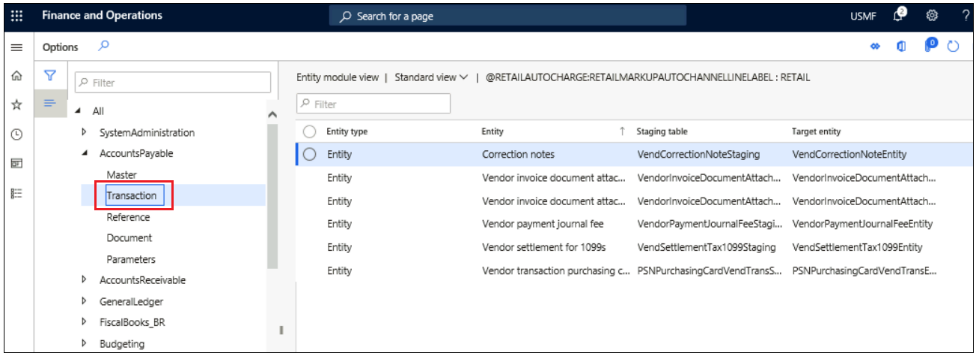 Finance and Operations
Search for a page
USMF
2
?
Options
0
Filter
All
SystemAdministration
AccountsPayable
Master
Transaction
Reference
Document
Parameters
AccountsReceivable
GeneralLedger
FiscalBooks_BR
Budgeting
Entity module view | Standard view | @RETAILAUTOCHARGE:RETAILMARKUPAUTOCHANNELLINELABEL : RETAIL
Filter
Entity type Entity ↑ Staging table Target entity
Entity Correction notes VendCorrectionNoteStaging VendCorrectionNoteEntity
Entity Vendor invoice document attac... VendorInvoiceDocumentAttach... VendorInvoiceDocumentAttach...
Entity Vendor invoice document attac... VendorInvoiceDocumentAttach... VendorInvoiceDocumentAttach...
Entity Vendor payment journal fee VendorPaymentJournalFeeStagi... VendorPaymentJournalFeeEntity
Entity Vendor settlement for 1099s VendSettlementTax1099Staging VendSettlementTax1099Entity
Entity Vendor transaction purchasing c... PSNPurchasingCardVendTransS... PSNPurchasingCardVendTransE...